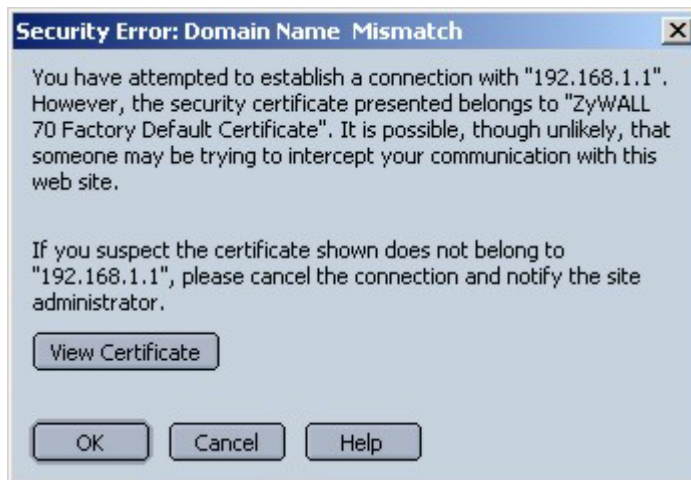 Security Error: Domain Name  Mismatch
You have attempted to establish a connection with "192.168.1.1".
However, the security certificate presented belongs to "ZyWALL
70 Factory Default Certificate". It is possible, though unlikely, that
someone may be trying to intercept your communication with this
web site.
If you suspect the certificate shown does not belong to
"192.168.1.1", please cancel the connection and notify the site
administrator.
View Certificate
OK Cancel Help